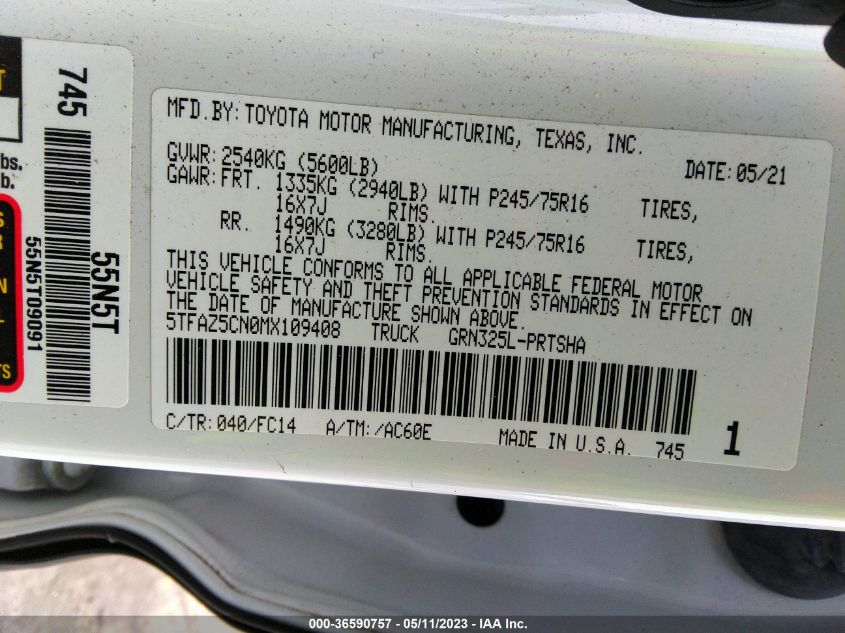 MFD.BY: TOYOTA MOTOR MANUFACTURING, TEXAS, INC.
GVWR: 2540KG (5600LB) DATE: 05/21
GAWR: FRT. 1335KG (2940LB) WITH P245/75R16 TIRES,
16X7J RIMS.
RR. 1490KG (3280LB) WITH P245/75R16 TIRES,
16X7J RIMS.
THIS VEHICLE CONFORMS TO ALL APPLICABLE FEDERAL MOTOR
VEHICLE SAFETY AND THEFT PREVENTION STANDARDS IN EFFECT ON
THE DATE OF MANUFACTURE SHOWN ABOVE.
5TFAZ5CN0MX109408 TRUCK GRN325L-PRTSHA
C/TR: 040/FC14 A/TM: /AC60E MADE IN U.S.A. 745 1
745
55N5T
55N5T09091
bs.
b.
000-36590757 - 05/11/2023 - IAA Inc.